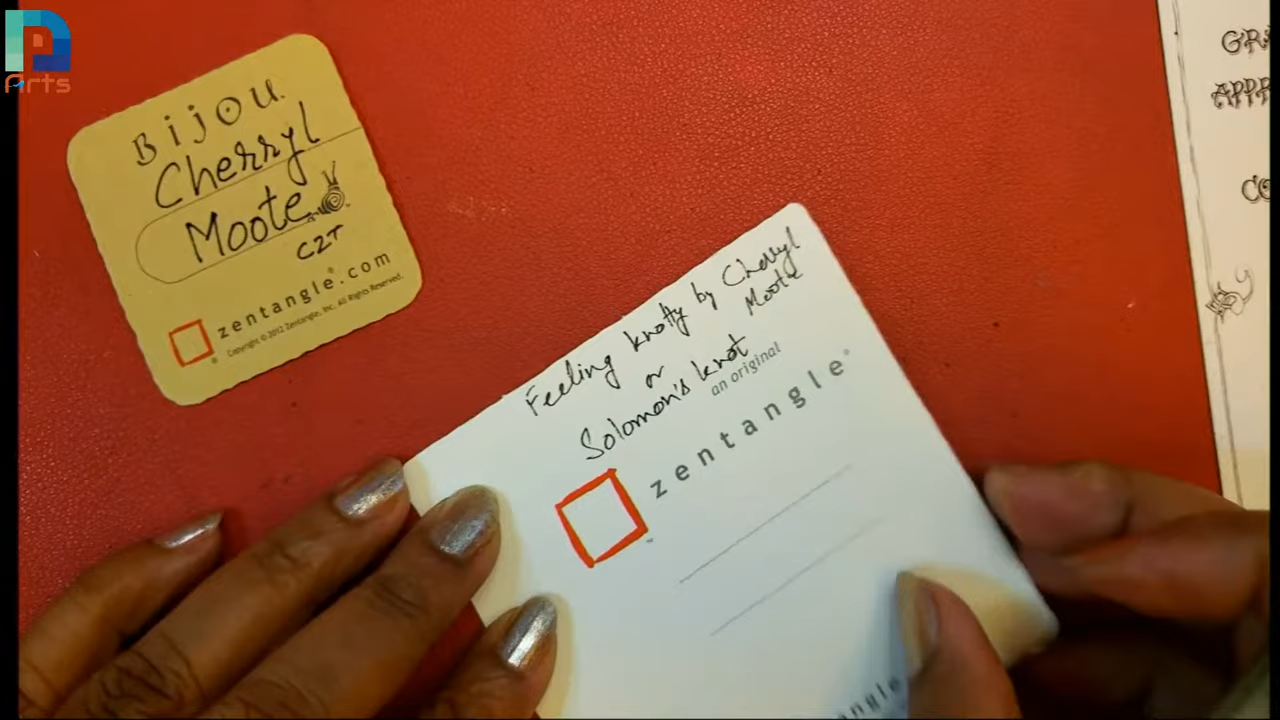 Arts
Bijou
Cherryl
Moote
CZT
zentangle.com
Copyright © 2012 Zentangle, Inc. All Rights Reserved.
Feeling knotty by Cherryl
Moote
or
Solomon's knot
an original
zentangle®
GRA
APPR
CO